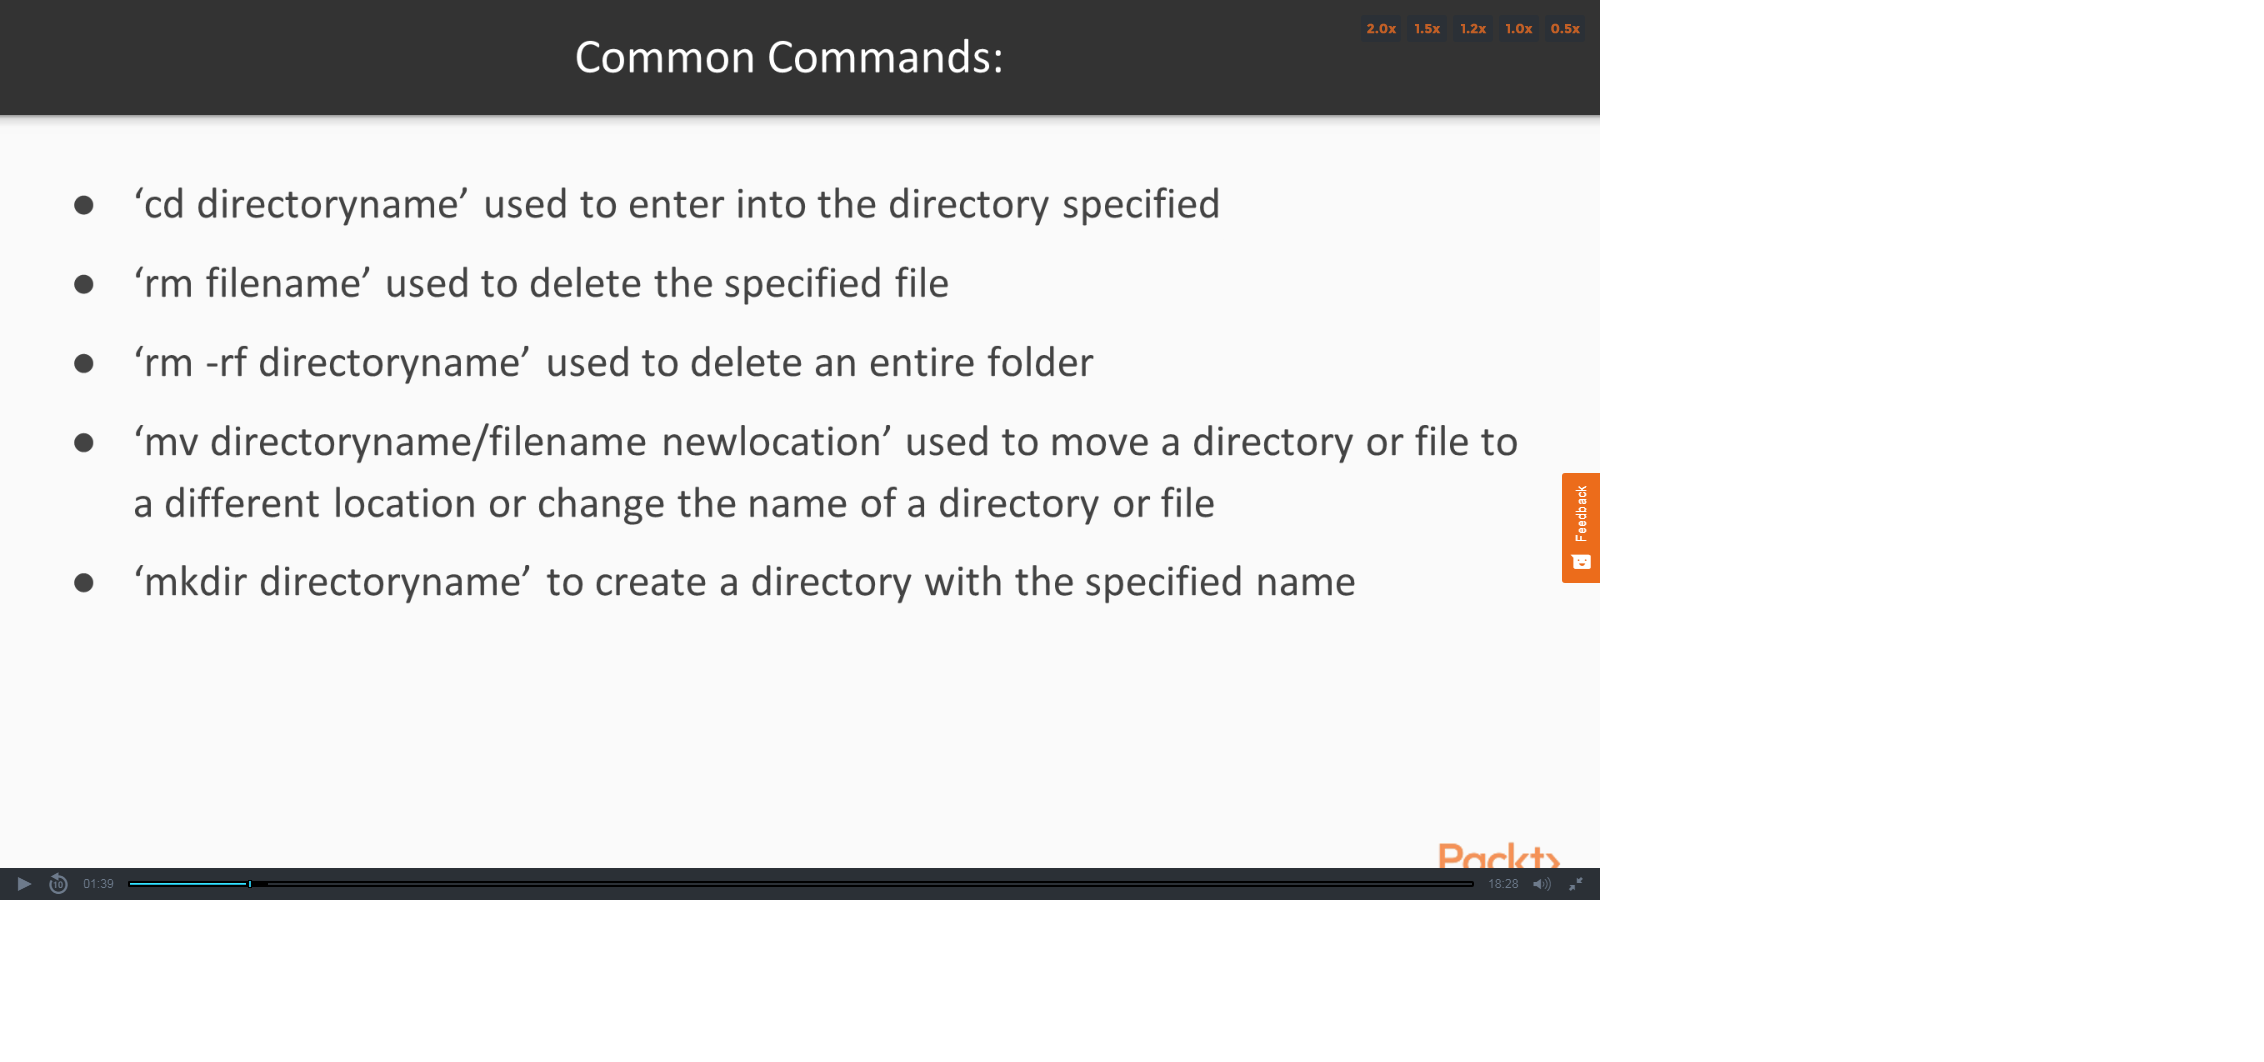 Common Commands:
2.0x 1.5x 1.2x 1.0x 0.5x
● ‘cd directoryname’ used to enter into the directory specified
● ‘rm filename’ used to delete the specified file
● ‘rm -rf directoryname’ used to delete an entire folder
● ‘mv directoryname/filename newlocation’ used to move a directory or file to
a different location or change the name of a directory or file
● ‘mkdir directoryname’ to create a directory with the specified name
Feedback
Packt>
10 01:39 18:28